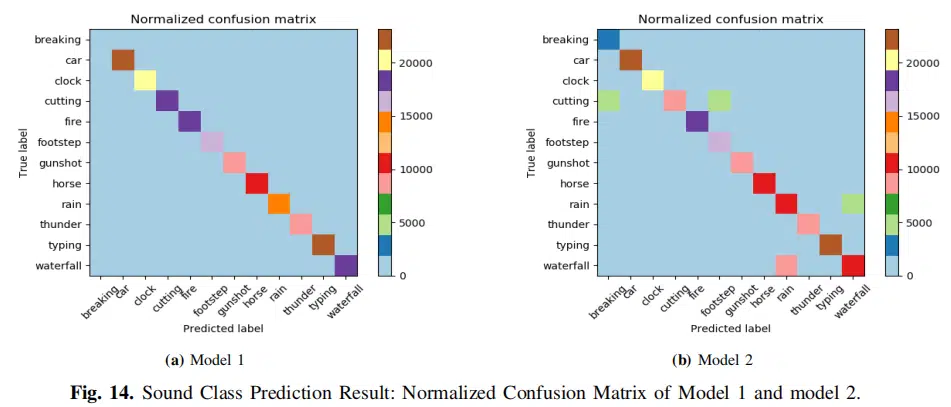 Normalized confusion matrix
True label
breaking
car
clock
cutting
fire
footstep
gunshot
horse
rain
thunder
typing
waterfall
breaking car clock cutting fire footstep gunshot horse rain thunder typing waterfall
Predicted label
20000
15000
10000
5000
0
(a) Model 1
Normalized confusion matrix
True label
breaking
car
clock
cutting
fire
footstep
gunshot
horse
rain
thunder
typing
waterfall
breaking car clock cutting fire footstep gunshot horse rain thunder typing waterfall
Predicted label
20000
15000
10000
5000
0
(b) Model 2
Fig. 14. Sound Class Prediction Result: Normalized Confusion Matrix of Model 1 and model 2.